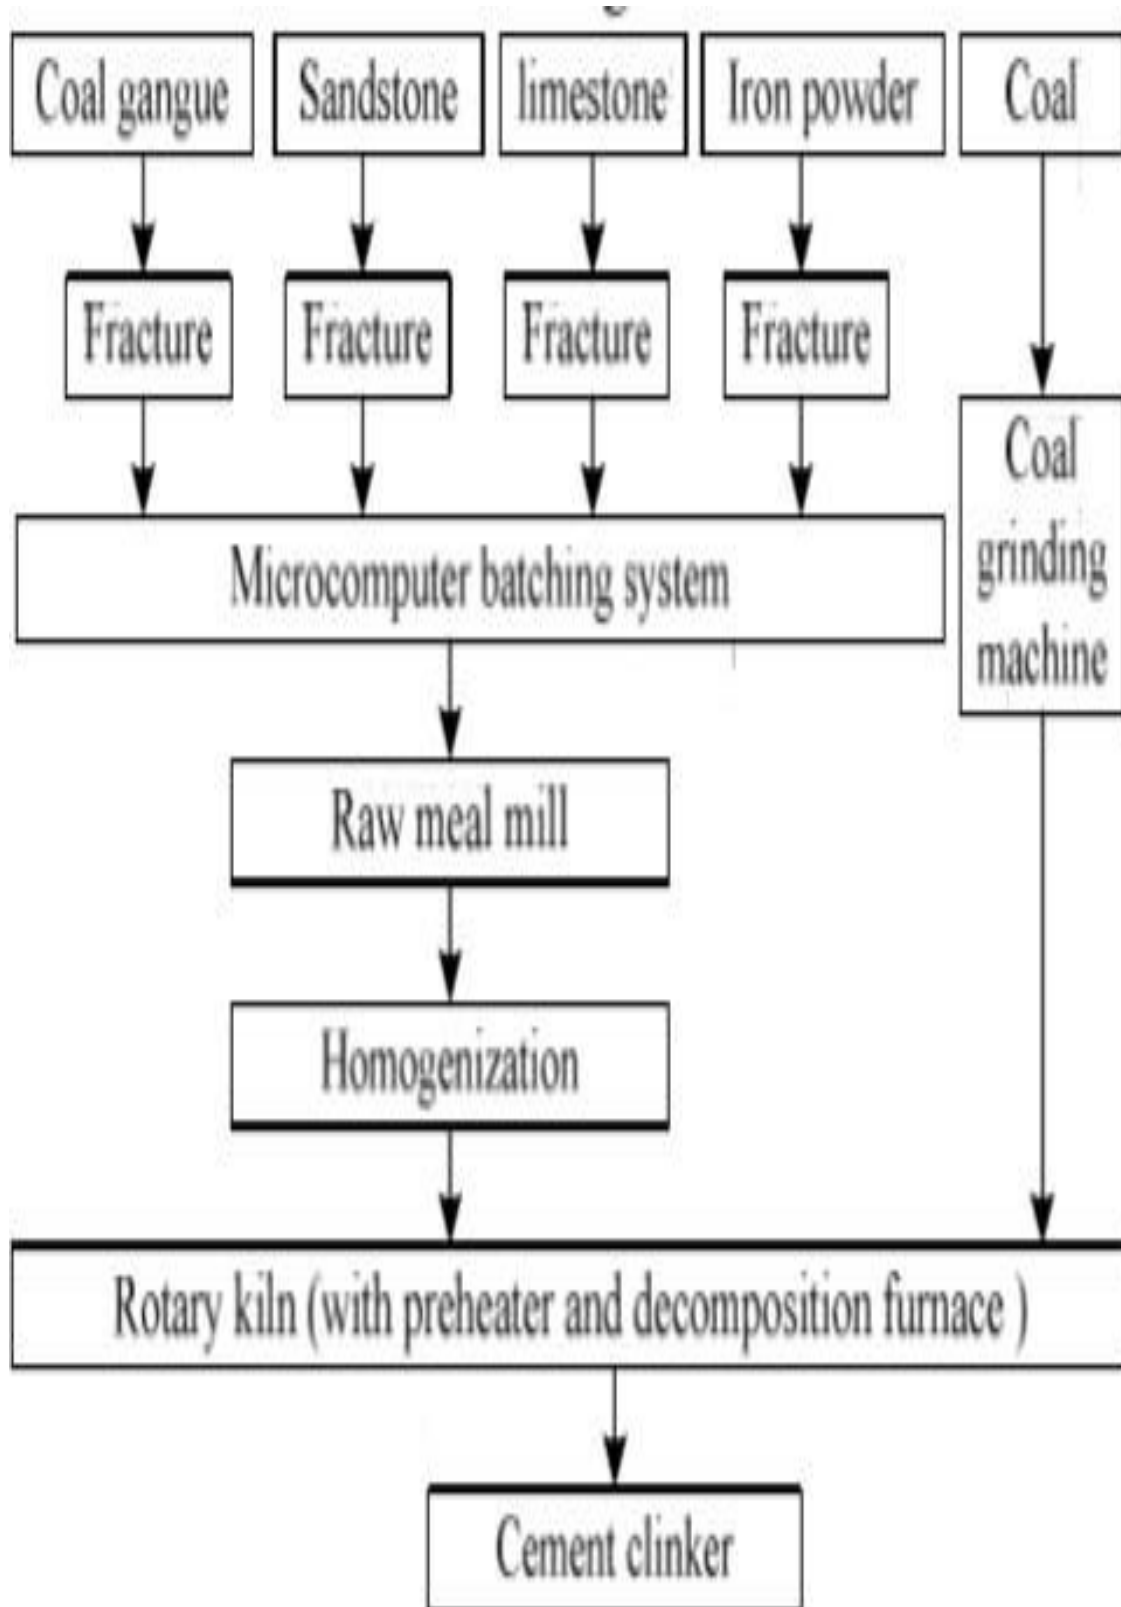 Coal gangue
Sandstone
limestone
Iron powder
Coal
Fracture
Fracture
Fracture
Fracture
Coal
grinding
machine
Microcomputer batching system
Raw meal mill
Homogenization
Rotary kiln (with preheater and decomposition furnace )
Cement clinker